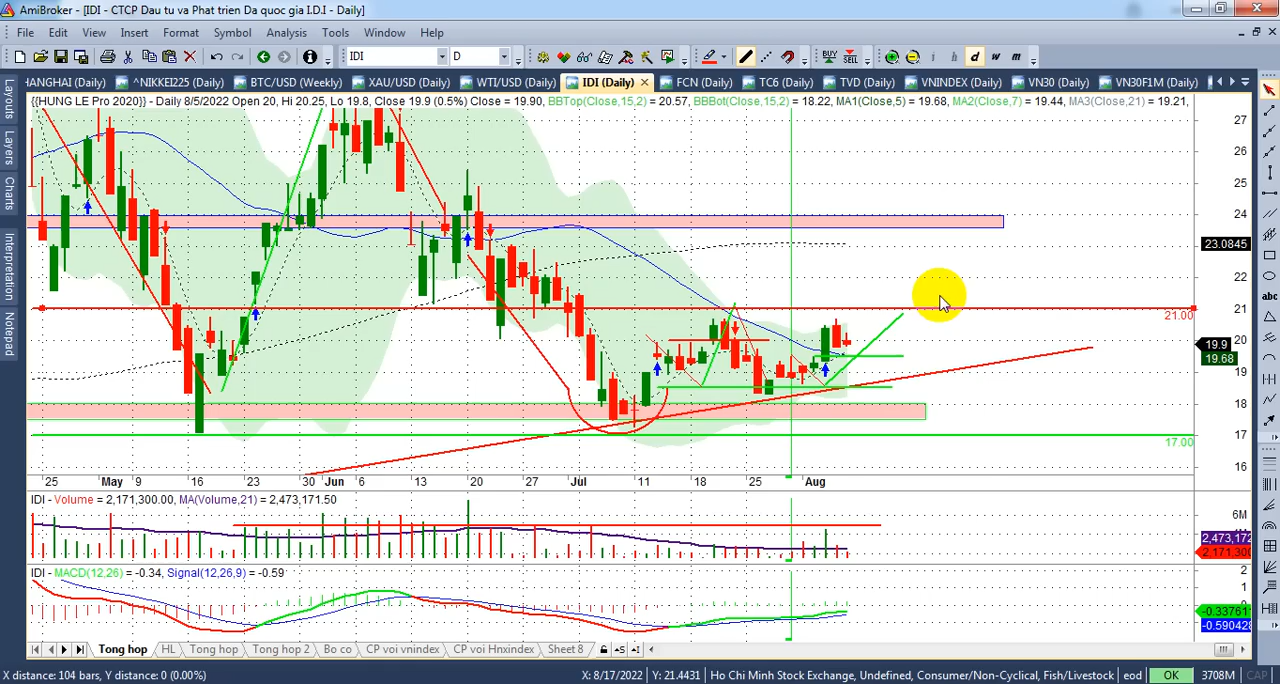 AmiBroker - [IDI - CTCP Dau tu va Phat trien Da quoc gia I.D.I - Daily]
File Edit View Insert Format Symbol Analysis Tools Window Help
IDI D BUY SELL i h d w m
HANGHAI (Daily) ^NIKKEI225 (Daily) BTC/USD (Weekly) XAU/USD (Daily) WTI/USD (Daily) IDI (Daily) FCN (Daily) TC6 (Daily) TVD (Daily) VNINDEX (Daily) VN30 (Daily) VN30F1M (Daily)
{{HUNG LE Pro 2020}} - Daily 8/5/2022 Open 20, Hi 20.25, Lo 19.8, Close 19.9 (0.5%) Close = 19.90, BBTop(Close,15,2) = 20.57, BBBot(Close,15,2) = 18.22, MA1(Close,5) = 19.68, MA2(Close,7) = 19.44, MA3(Close,21) = 19.21,
Layouts
Layers
Charts
Interpretation
Notepad
abc
27
26
25
24
23.0845
22
21
21.00
20
19.9
19.68
19
18
17
17.00
16
25 May 9 16 23 30 Jun 6 13 20 27 Jul 11 18 25 Aug
IDI - Volume = 2,171,300.00, MA(Volume,21) = 2,473,171.50
6M
2,473,172
2,171,300
IDI - MACD(12,26) = -0.34, Signal(12,26,9) = -0.59
2
1
0
-0.337611
-0.590428
Tong hop HL Tong hop Tong hop 2 Bo co CP voi vnindex CP voi Hnxindex Sheet 8
X distance: 104 bars, Y distance: 0 (0.00%) X: 8/17/2022 Y: 21.4431 Ho Chi Minh Stock Exchange, Undefined, Consumer/Non-Cyclical, Fish/Livestock eod OK 3708M CAP